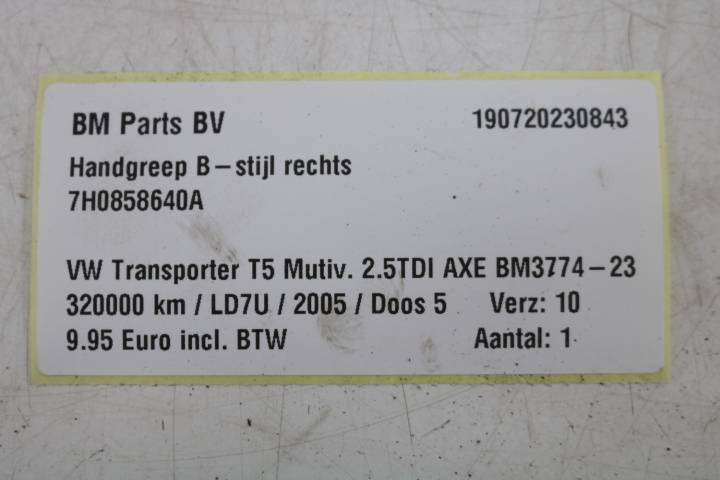 BM Parts BV 190720230843
Handgreep B-stijl rechts
7H0858640A
VW Transporter T5 Mutiv. 2.5TDI AXE BM3774-23
320000 km / LD7U / 2005 / Doos 5 Verz: 10
9.95 Euro incl. BTW Aantal: 1